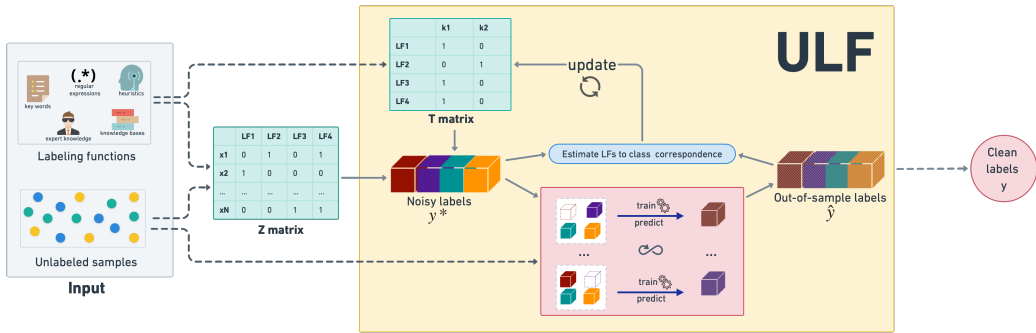 (.*)
regular
expressions
key words
heuristics
expert knowledge
knowledge bases
Labeling functions
Unlabeled samples
Input
LF1 LF2 LF3 LF4
x1 0 1 0 1
x2 1 0 0 0
... ... ... ... ...
xN 0 0 1 1
Z matrix
k1 k2
LF1 1 0
LF2 0 1
LF3 1 0
LF4 1 0
T matrix
update
ULF
Estimate LFs to class correspondence
Noisy labels
y *
train
predict
... ...
train
predict
Out-of-sample labels
ŷ
Clean
labels
y